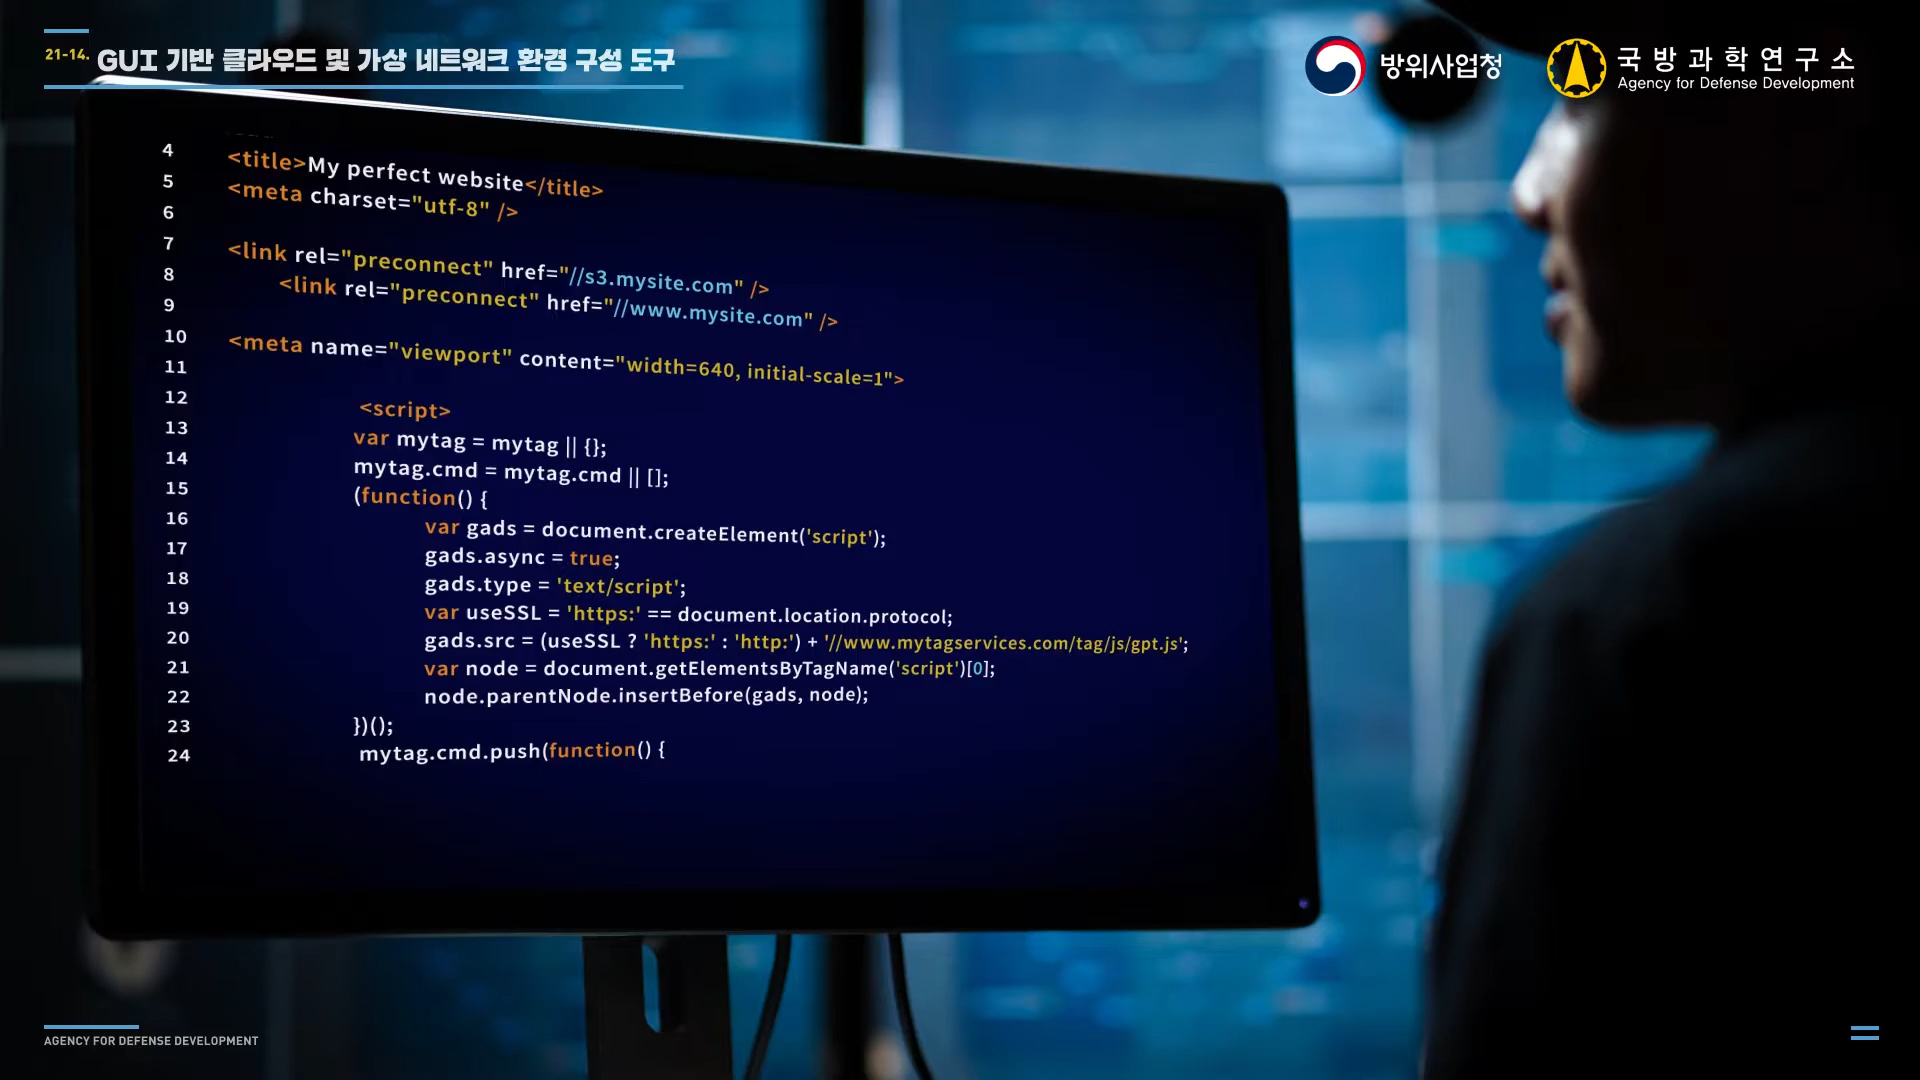 21-14. GUI 기반 클라우드 및 가상 네트워크 환경 구성 도구
방위사업청
국방과학연구소
Agency for Defense Development
4
5
6
7
8
9
10
11
12
13
14
15
16
17
18
19
20
21
22
23
24
<title>My perfect website</title>
<meta charset="utf-8" />
<link rel="preconnect" href="//s3.mysite.com" />
<link rel="preconnect" href="//www.mysite.com" />
<meta name="viewport" content="width=640, initial-scale=1">
<script>
var mytag = mytag || {};
mytag.cmd = mytag.cmd || [];
(function() {
var gads = document.createElement('script');
gads.async = true;
gads.type = 'text/script';
var useSSL = 'https:' == document.location.protocol;
gads.src = (useSSL ? 'https:' : 'http:') + '//www.mytagservices.com/tag/js/gpt.js';
var node = document.getElementsByTagName('script')[0];
node.parentNode.insertBefore(gads, node);
})();
mytag.cmd.push(function() {
AGENCY FOR DEFENSE DEVELOPMENT